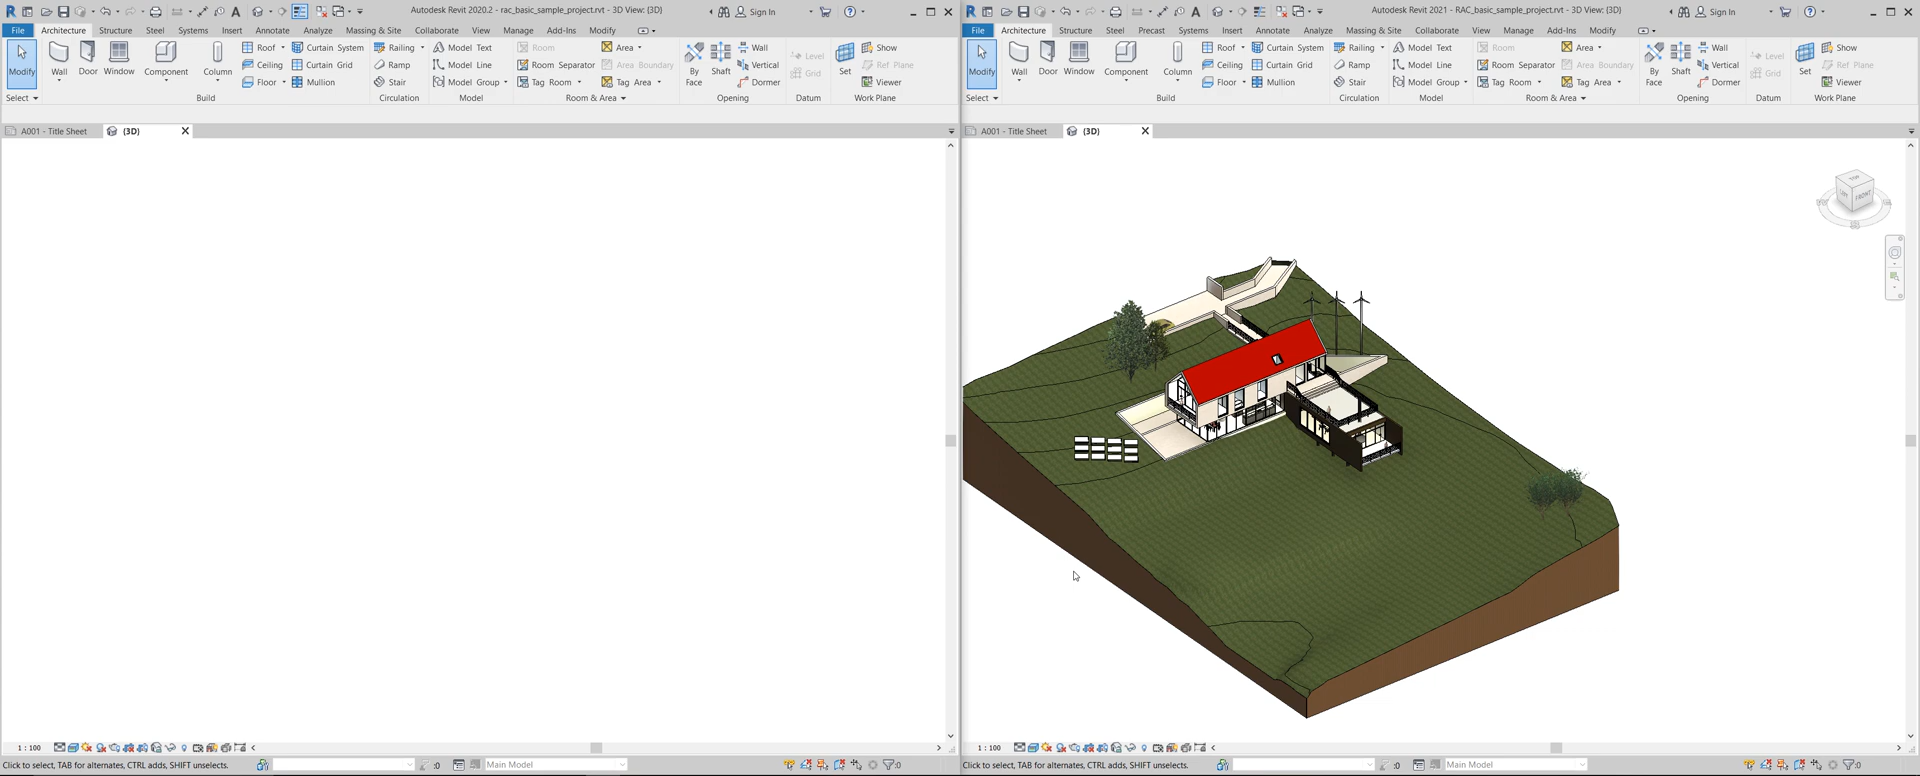 Autodesk Revit 2020.2 - rac_basic_sample_project.rvt - 3D View: {3D}
Sign In
File Architecture Structure Steel Systems Insert Annotate Analyze Massing & Site Collaborate View Manage Add-Ins Modify
Modify
Wall
Door
Window
Component
Column
Roof
Ceiling
Floor
Curtain System
Curtain Grid
Mullion
Railing
Ramp
Stair
Model Text
Model Line
Model Group
Room
Room Separator
Tag Room
Area
Area Boundary
Tag Area
By Face
Shaft
Wall
Vertical
Dormer
Level
Grid
Set
Show
Ref Plane
Viewer
Select
Build
Circulation
Model
Room & Area
Opening
Datum
Work Plane
A001 - Title Sheet
{3D}
1 : 100
Click to select, TAB for alternates, CTRL adds, SHIFT unselects.
:0
Main Model
:0
Autodesk Revit 2021 - RAC_basic_sample_project.rvt - 3D View: {3D}
Sign In
File Architecture Structure Steel Precast Systems Insert Annotate Analyze Massing & Site Collaborate View Manage Add-Ins Modify
Modify
Wall
Door
Window
Component
Column
Roof
Ceiling
Floor
Curtain System
Curtain Grid
Mullion
Railing
Ramp
Stair
Model Text
Model Line
Model Group
Room
Room Separator
Tag Room
Area
Area Boundary
Tag Area
By Face
Shaft
Wall
Vertical
Dormer
Level
Grid
Set
Show
Ref Plane
Viewer
Select
Build
Circulation
Model
Room & Area
Opening
Datum
Work Plane
A001 - Title Sheet
{3D}
TOP
FRONT
1 : 100
Click to select, TAB for alternates, CTRL adds, SHIFT unselects.
:0
Main Model
:0